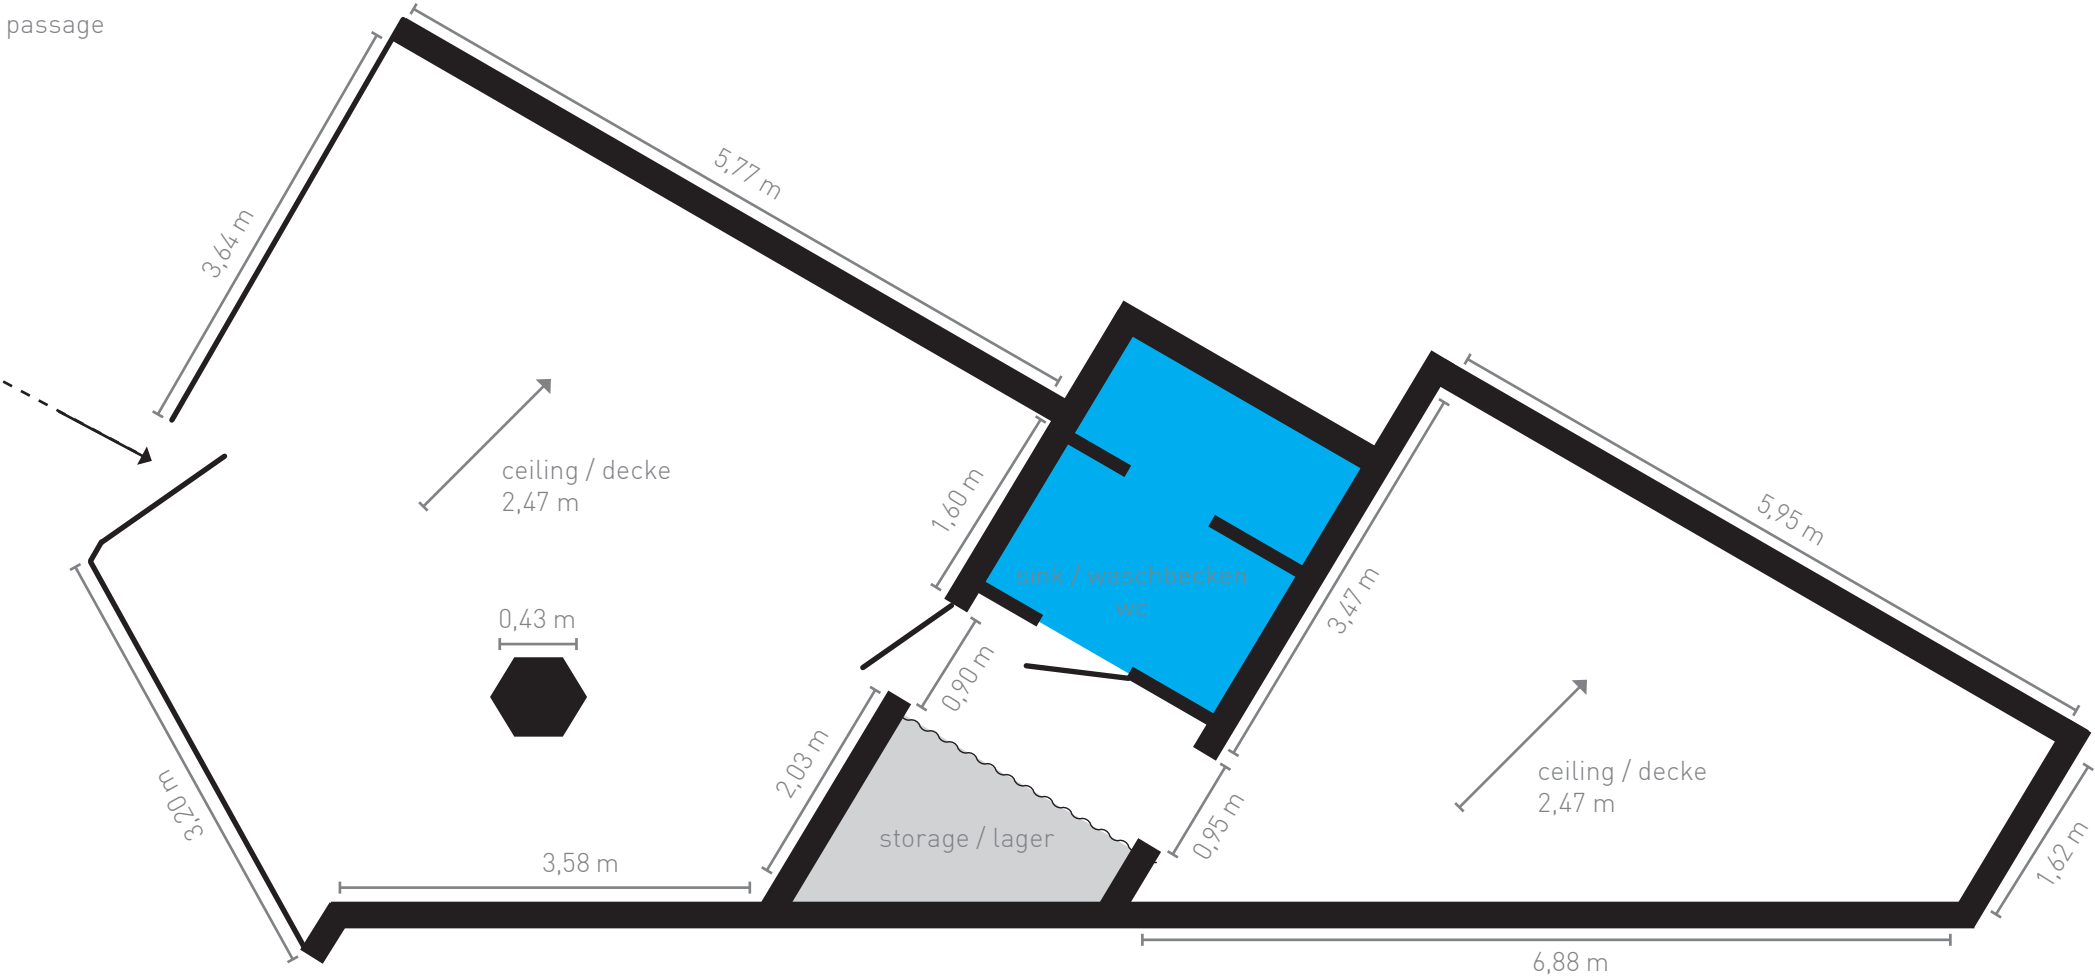 passage
5,77 m
3,64 m
ceiling / decke
2,47 m
1,60 m
5,95 m
sink / waschbecken
wc
3,47 m
0,43 m
0,90 m
2,03 m
ceiling / decke
2,47 m
3,20 m
storage / lager
0,95 m
1,62 m
3,58 m
6,88 m